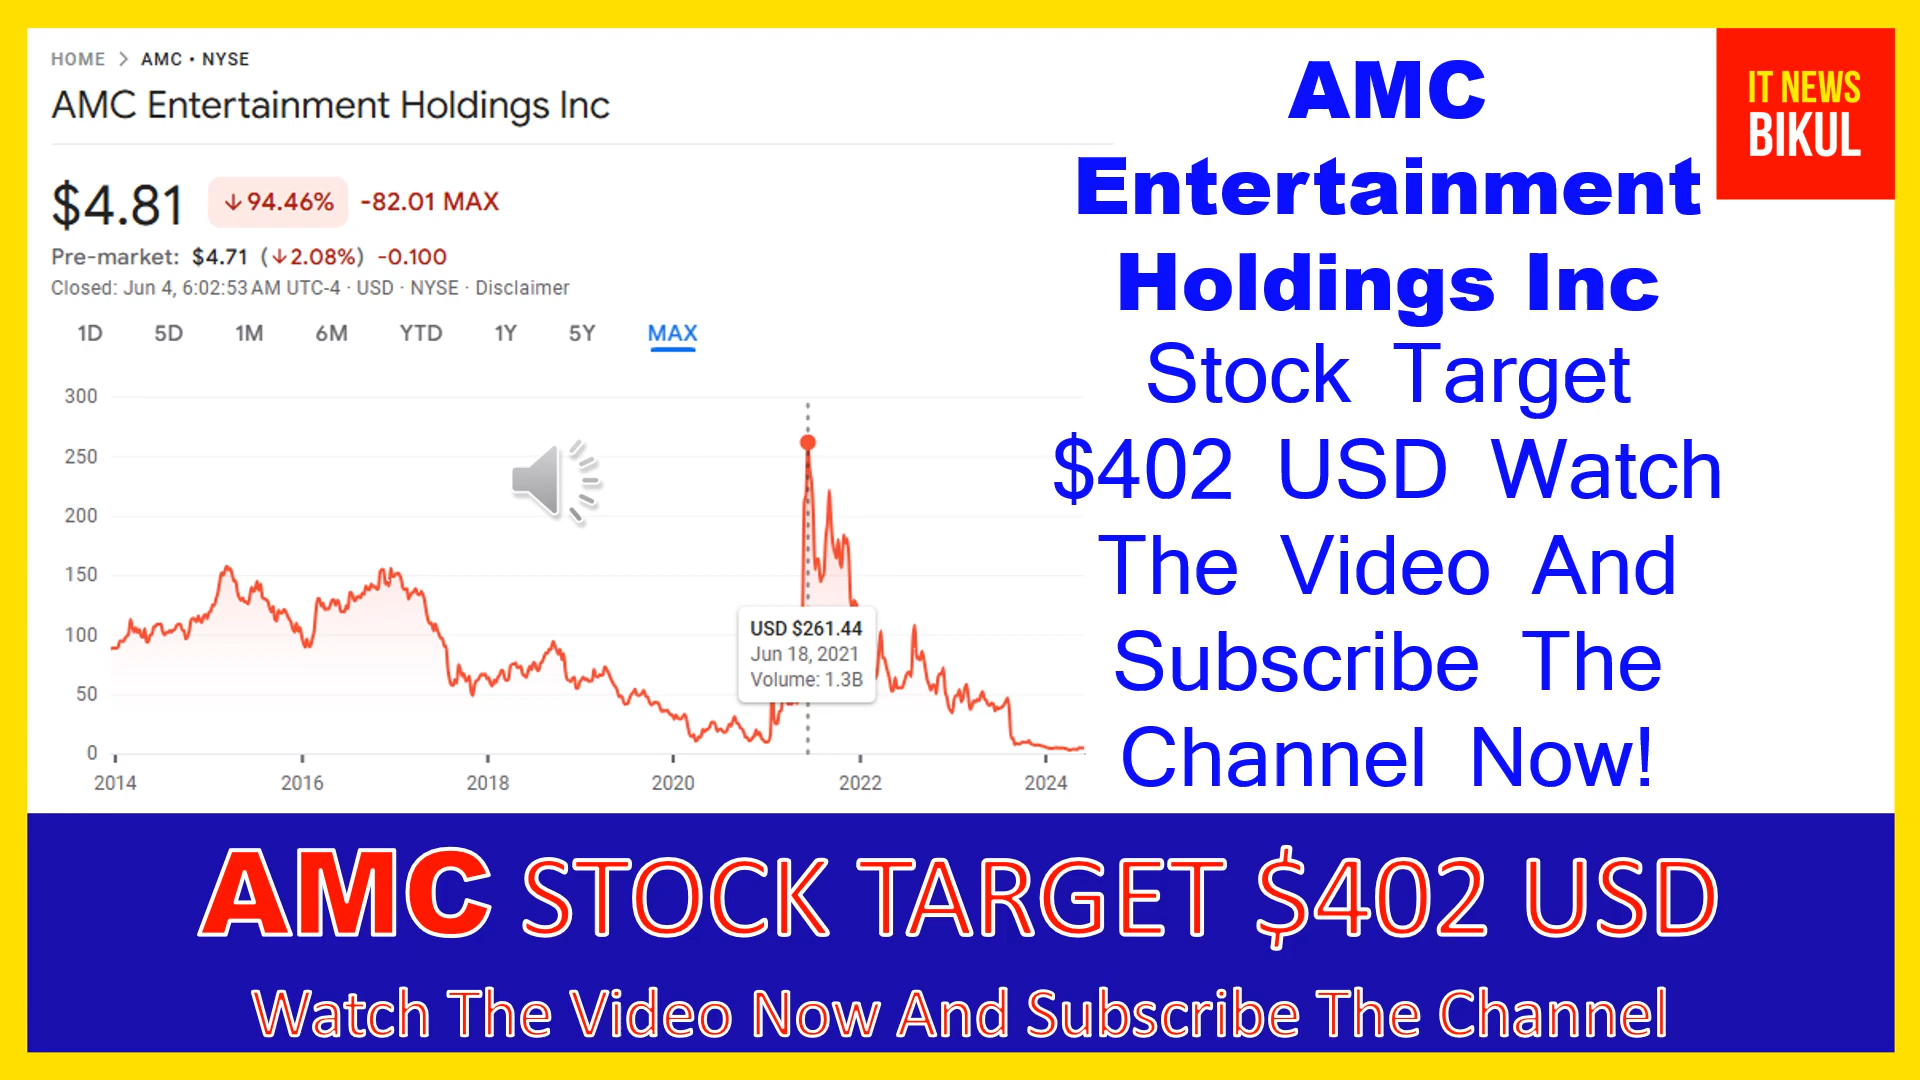 HOME > AMC • NYSE
AMC Entertainment Holdings Inc
$4.81 ↓94.46% -82.01 MAX
Pre-market: $4.71 (↓2.08%) -0.100
Closed: Jun 4, 6:02:53 AM UTC-4 · USD · NYSE · Disclaimer
1D 5D 1M 6M YTD 1Y 5Y MAX
300
250
200
150
100
50
0
2014 2016 2018 2020 2022 2024
USD $261.44
Jun 18, 2021
Volume: 1.3B
AMC
Entertainment
Holdings Inc
Stock Target
$402 USD Watch
The Video And
Subscribe The
Channel Now!
IT NEWS
BIKUL
AMC STOCK TARGET $402 USD
Watch The Video Now And Subscribe The Channel